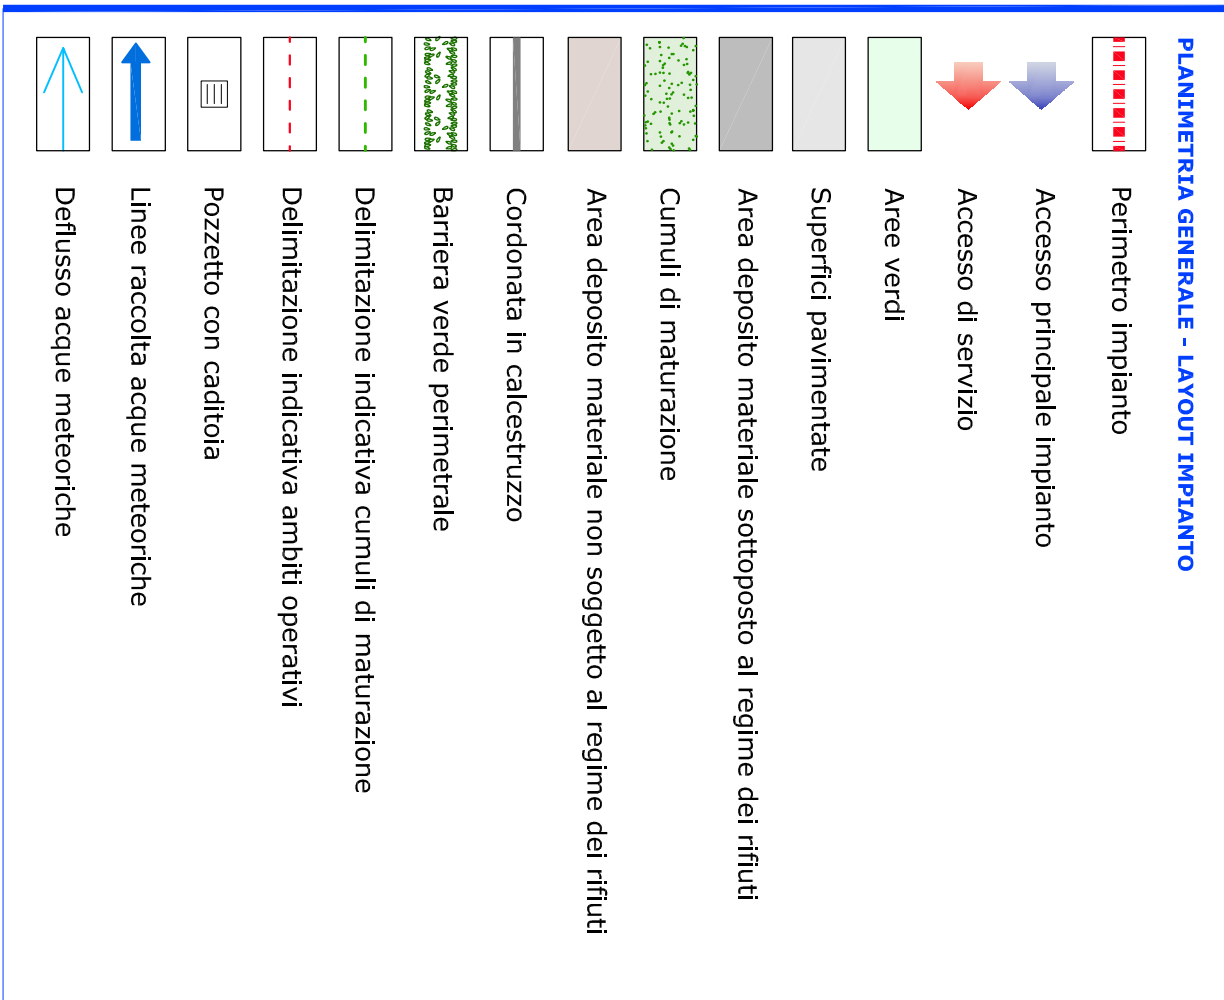 PLANIMETRIA GENERALE - LAYOUT IMPIANTO
Perimetro impianto
Accesso principale impianto
Accesso di servizio
Aree verdi
Superfici pavimentate
Area deposito materiale sottoposto al regime dei rifiuti
Cumuli di maturazione
Area deposito materiale non soggetto al regime dei rifiuti
Cordonata in calcestruzzo
Barriera verde perimetrale
Delimitazione indicativa cumuli di maturazione
Delimitazione indicativa ambiti operativi
Pozzetto con caditoia
Linee raccolta acque meteoriche
Deflusso acque meteoriche